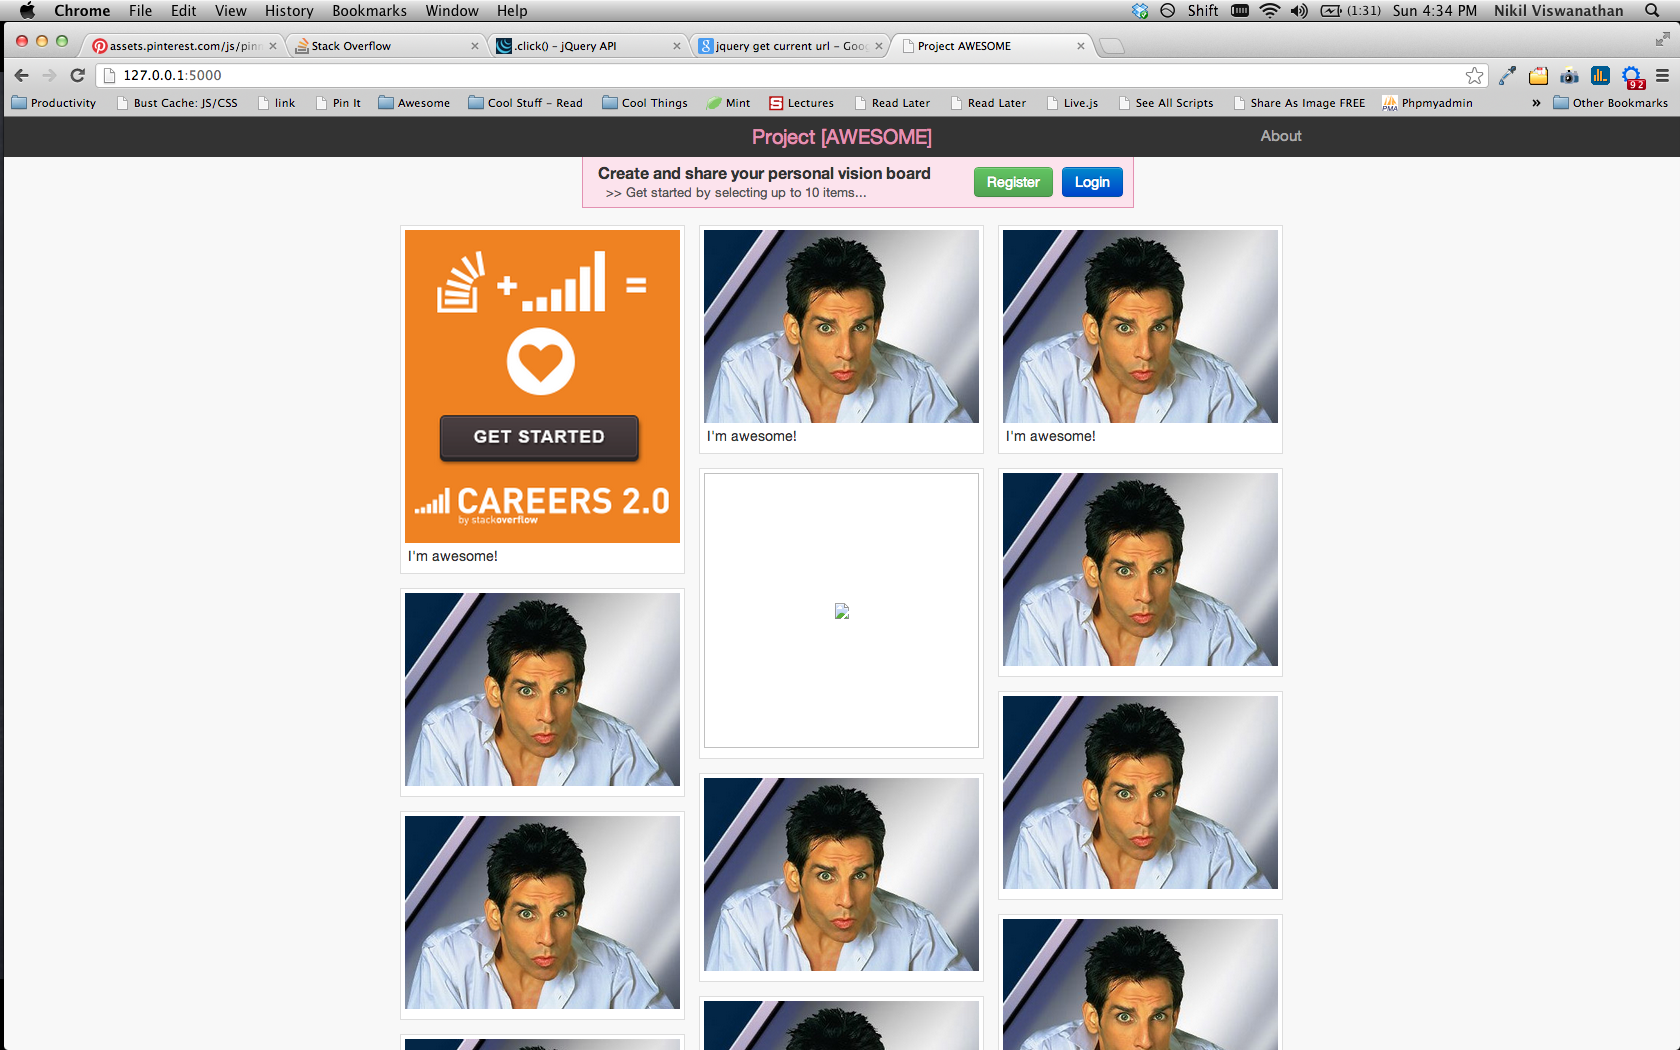 Chrome File Edit View History Bookmarks Window Help Shift (1:31) Sun 4:34 PM Nikil Viswanathan
assets.pinterest.com/js/pinm Stack Overflow .click() – jQuery API jquery get current url – Goo Project AWESOME
127.0.0.1:5000
92
Productivity Bust Cache: JS/CSS link Pin It Awesome Cool Stuff – Read Cool Things Mint S Lectures Read Later Read Later Live.js See All Scripts Share As Image FREE PMA Phpmyadmin » Other Bookmarks
Project [AWESOME] About
Create and share your personal vision board
>> Get started by selecting up to 10 items...
Register Login
+ =
GET STARTED
CAREERS 2.0
by stackoverflow
I'm awesome!
I'm awesome!
I'm awesome!